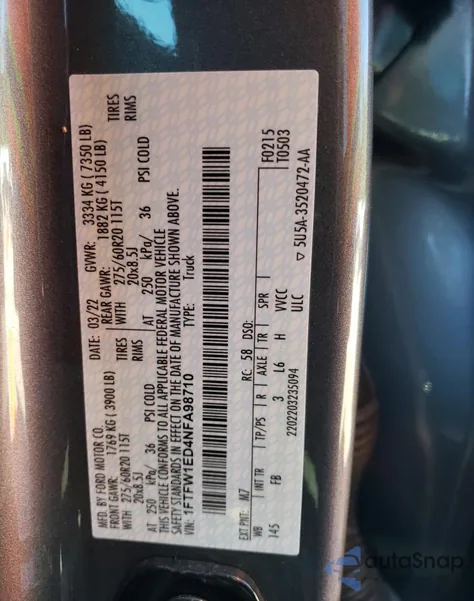 MFD. BY FORD MOTOR CO.
DATE: 03/22 GVWR: 3334 KG ( 7350 LB)
FRONT GAWR: 1769 KG ( 3900 LB) REAR GAWR: 1882 KG ( 4150 LB)
WITH 275/60R20 115T TIRES WITH 275/60R20 115T TIRES
20x8.5J RIMS 20x8.5J RIMS
AT 250 kPa/ 36 PSI COLD AT 250 kPa/ 36 PSI COLD
THIS VEHICLE CONFORMS TO ALL APPLICABLE FEDERAL MOTOR VEHICLE
SAFETY STANDARDS IN EFFECT ON THE DATE OF MANUFACTURE SHOWN ABOVE.
VIN: 1FTFW1ED4NFA98710
TYPE: Truck
F0215
T0503
EXT PNT: M7 RC: 58 DSO:
WB INT TR TP/PS R AXLE TR SPR
145 FB 3 L6 H VVCC
ULC
2202203235094
▽ 5U5A-3520472-AA
autoSnap